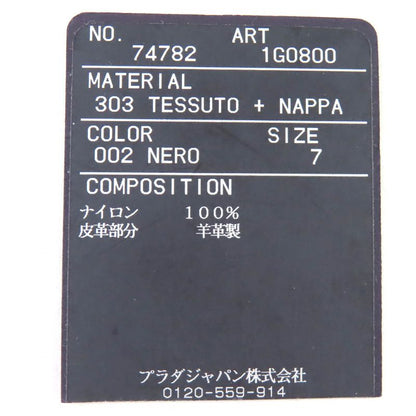 NO. ART
74782 1G0800
MATERIAL
303 TESSUTO + NAPPA
COLOR SIZE
002 NERO 7
COMPOSITION
ナイロン 100%
皮革部分 羊革製
プラダジャパン株式会社
0120-559-914